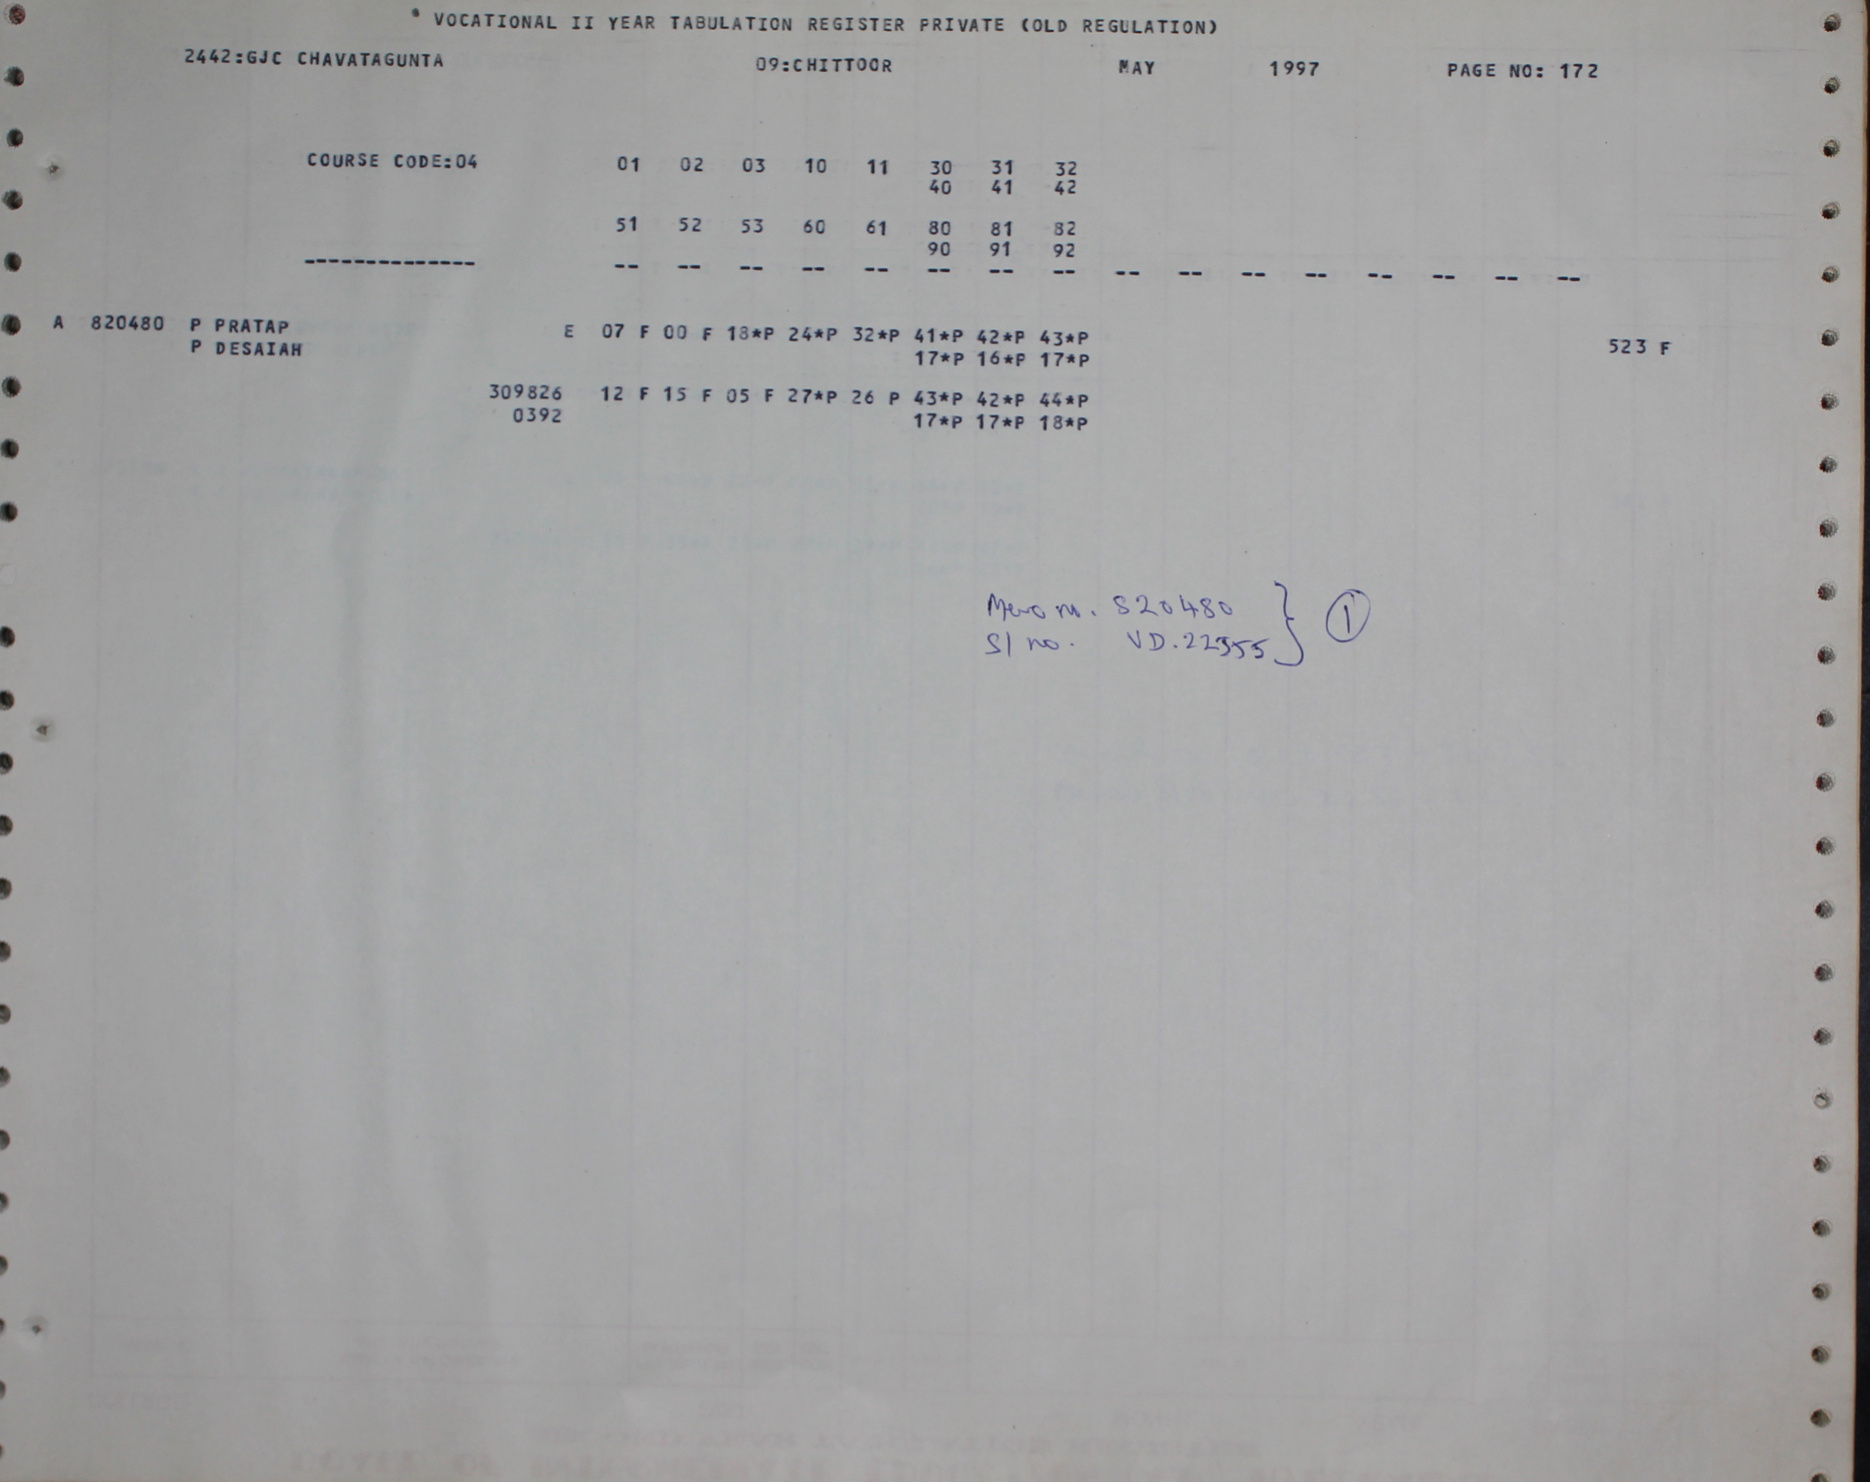 VOCATIONAL II YEAR TABULATION REGISTER PRIVATE (OLD REGULATION)
2442:GJC CHAVATAGUNTA 09:CHITTOOR MAY 1997 PAGE NO: 172
COURSE CODE:04 01 02 03 10 11 30 31 32
40 41 42
51 52 53 60 61 80 81 82
90 91 92
-------------- -- -- -- -- -- -- -- -- -- -- -- -- -- -- -- --
A 820480 P PRATAP E 07 F 00 F 18*P 24*P 32*P 41*P 42*P 43*P
P DESAIAH 17*P 16*P 17*P 523 F
309826 12 F 15 F 05 F 27*P 26 P 43*P 42*P 44*P
0392 17*P 17*P 18*P
Memo no. 820480
Sl no. VD.22355 } 1